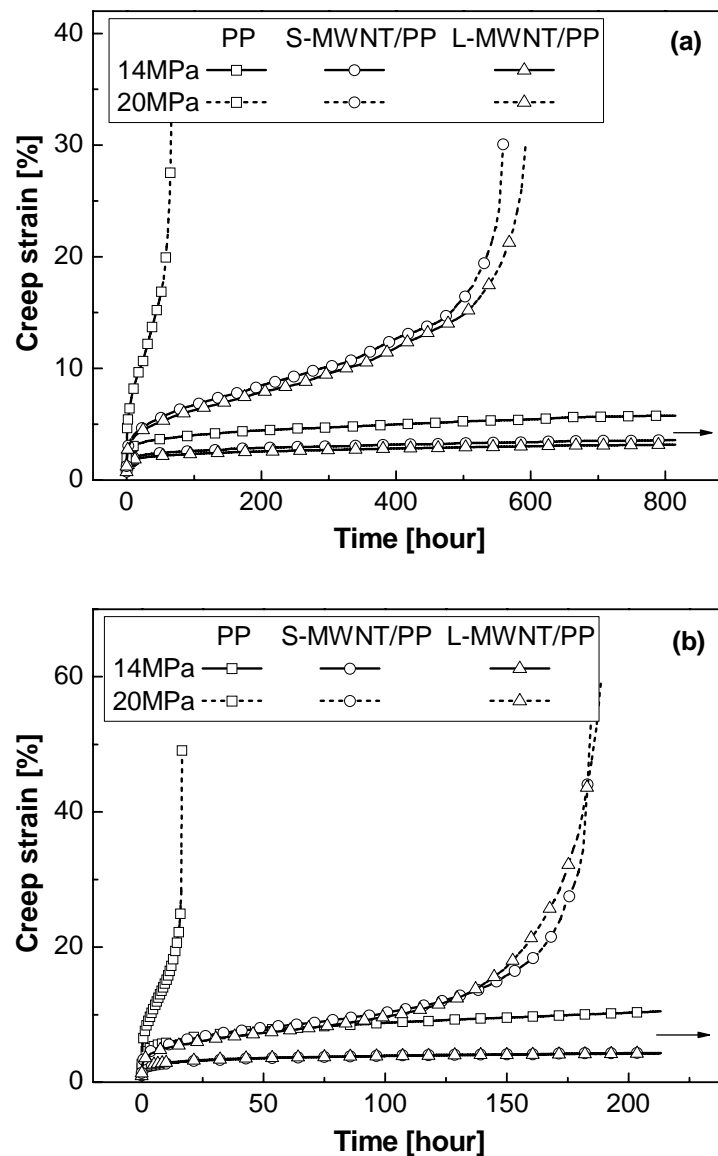 (a)
PP S-MWNT/PP L-MWNT/PP
14MPa
20MPa
40
30
20
10
0
Creep strain [%]
0 200 400 600 800
Time [hour]
(b)
PP S-MWNT/PP L-MWNT/PP
14MPa
20MPa
60
40
20
0
Creep strain [%]
0 50 100 150 200
Time [hour]